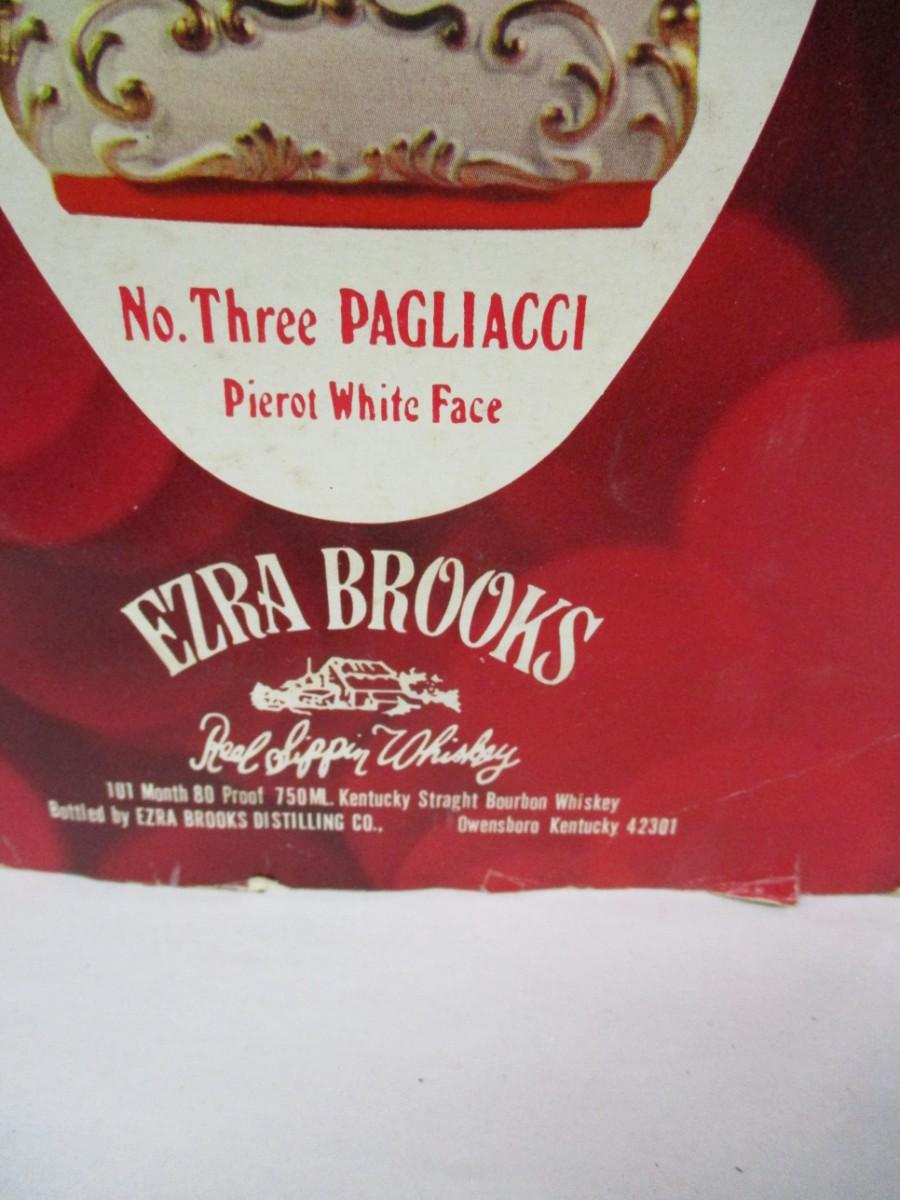 No. Three PAGLIACCI
Pierot White Face
EZRA BROOKS
Real Sippin Whiskey
101 Month 80 Proof 750ML. Kentucky Straght Bourbon Whiskey
Bottled by EZRA BROOKS DISTILLING CO., Owensboro Kentucky 42301